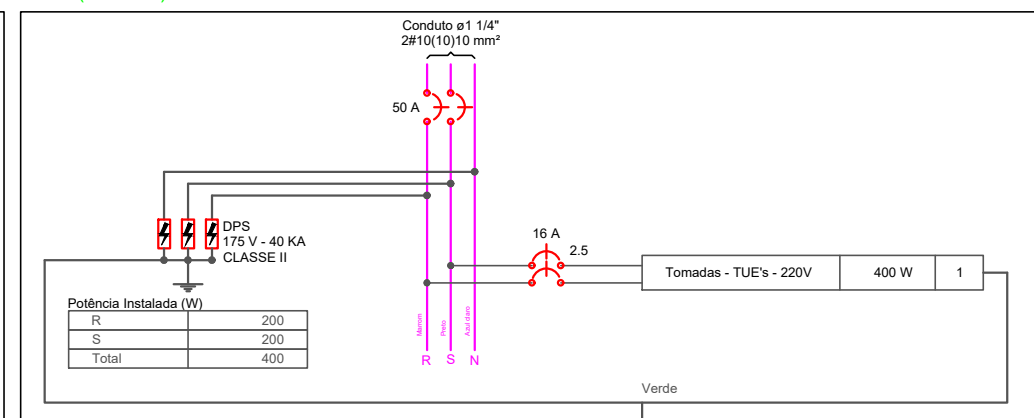 Conduto ø1 1/4"
2#10(10)10 mm²
50 A
DPS
175 V - 40 KA
CLASSE II
16 A
2.5
Tomadas - TUE's - 220V 400 W 1
Potência Instalada (W)
R 200
S 200
Total 400
Marrom
Preto
Azul claro
R S N
Verde